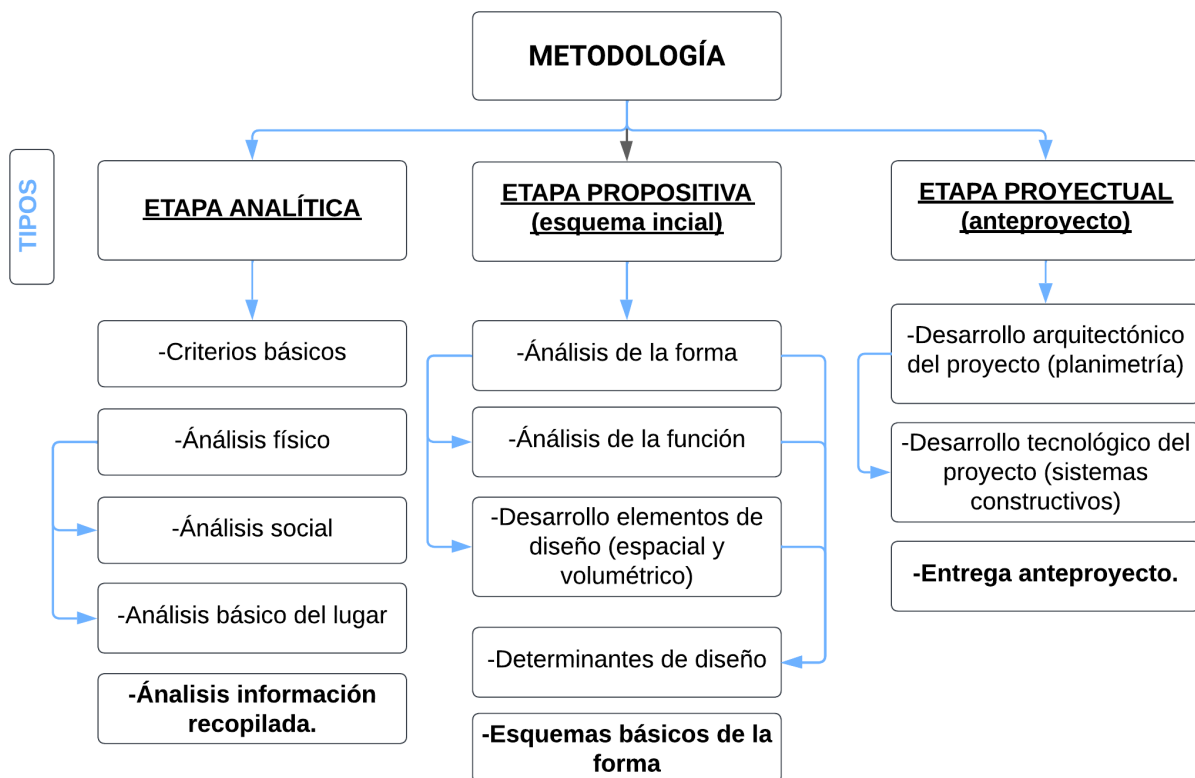 METODOLOGÍA
TIPOS
ETAPA ANALÍTICA
-Criterios básicos
-Ánálisis físico
-Ánálisis social
-Análisis básico del lugar
-Ánalisis información
recopilada.
ETAPA PROPOSITIVA
(esquema incial)
-Ánálisis de la forma
-Ánálisis de la función
-Desarrollo elementos de
diseño (espacial y
volumétrico)
-Determinantes de diseño
-Esquemas básicos de la
forma
ETAPA PROYECTUAL
(anteproyecto)
-Desarrollo arquitectónico
del proyecto (planimetría)
-Desarrollo tecnológico del
proyecto (sistemas
constructivos)
-Entrega anteproyecto.